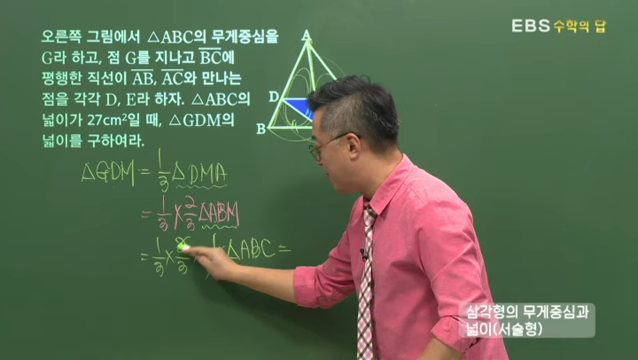 EBS 수학의 답
오른쪽 그림에서 △ABC의 무게중심을
G라 하고, 점 G를 지나고 BC에
평행한 직선이 AB, AC와 만나는
점을 각각 D, E라 하자. △ABC의
넓이가 27cm²일 때, △GDM의
넓이를 구하여라.
A
D
B
△GDM = 1/3 △DMA
= 1/3 × 2/3 △ABM
= 1/3 × △ABC =
삼각형의 무게중심과
넓이(서술형)